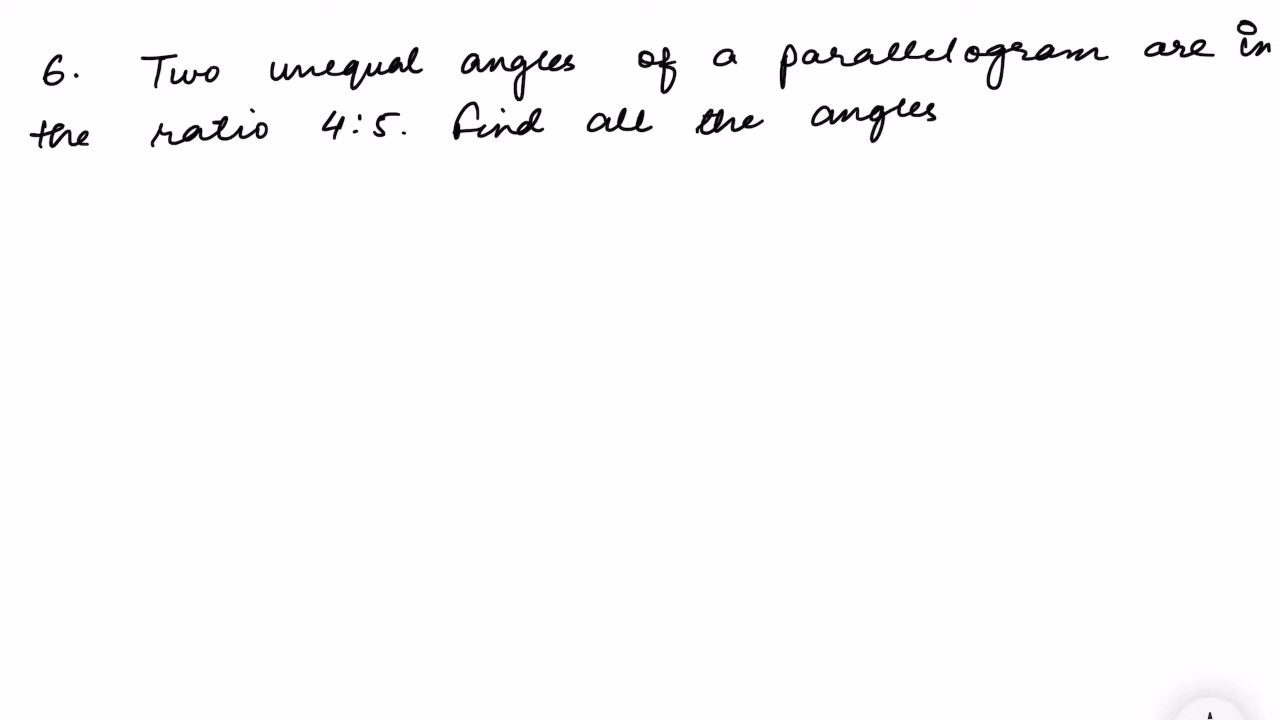 6. Two unequal angles of a parallelogram are in
the ratio 4:5. Find all the angles